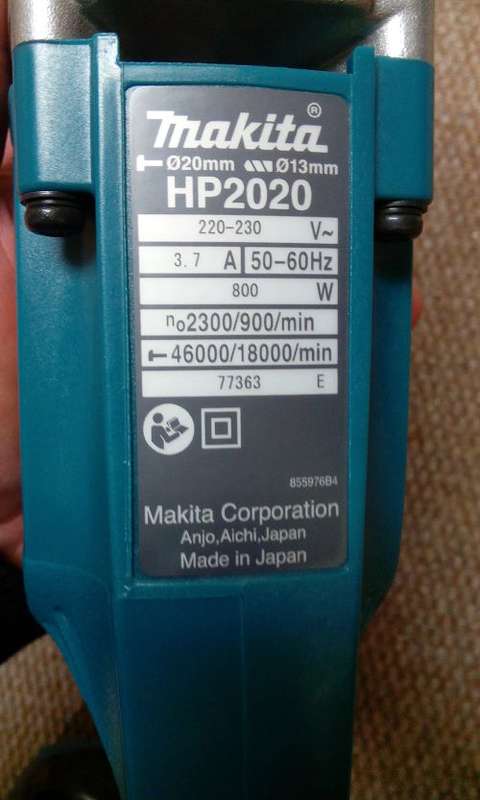 makita®
Ø20mm Ø13mm
HP2020
220-230 V~
3.7 A 50-60Hz
800 W
no2300/900/min
46000/18000/min
77363 E
855976B4
Makita Corporation
Anjo,Aichi,Japan
Made in Japan